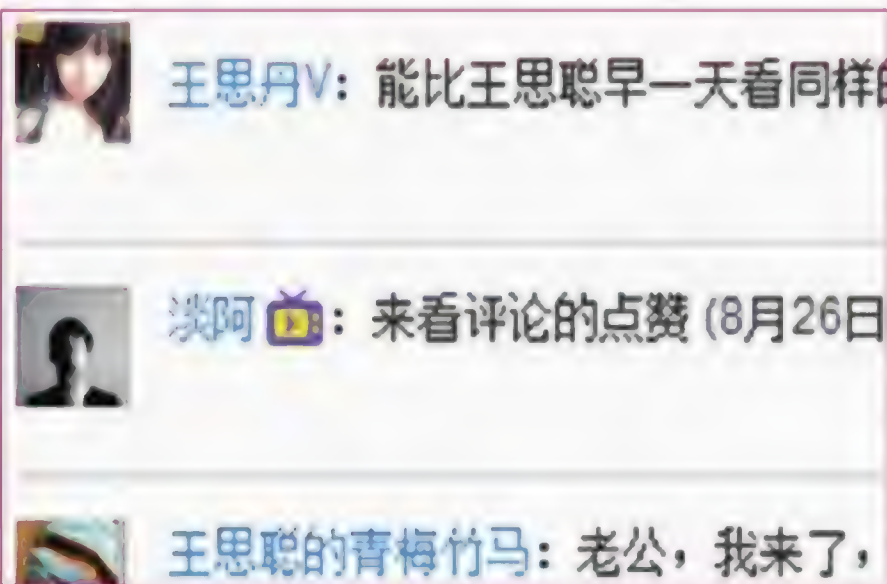 王思丹V：能比王思聪早一天看同样
淡阿：来看评论的点赞 (8月26日
王思聪的青梅竹马：老公，我来了，